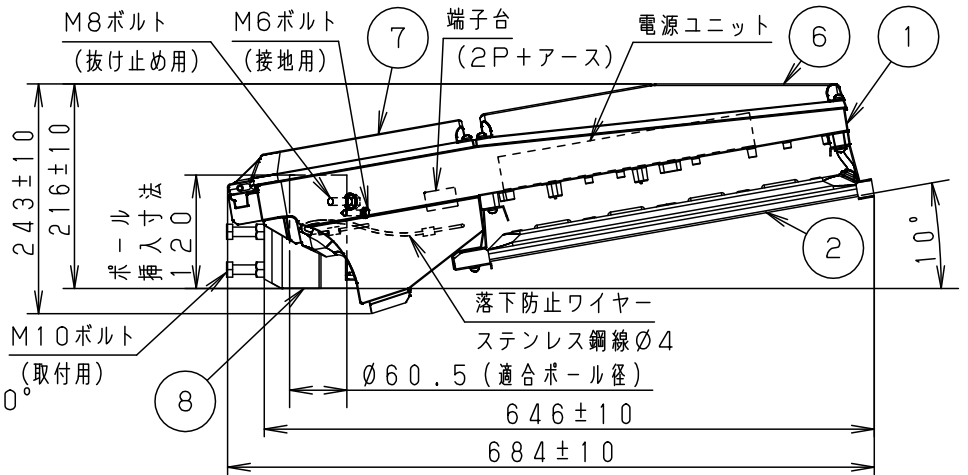 M8ボルト
(抜け止め用)
M6ボルト
(接地用)
7
端子台
(2P+アース)
電源ユニット
6
1
243±10
216±10
ポール
挿入寸法
120
10°
2
落下防止ワイヤー
ステンレス鋼線Ø4
M10ボルト
(取付用)
0°
8
Ø60.5(適合ポール径)
646±10
684±10